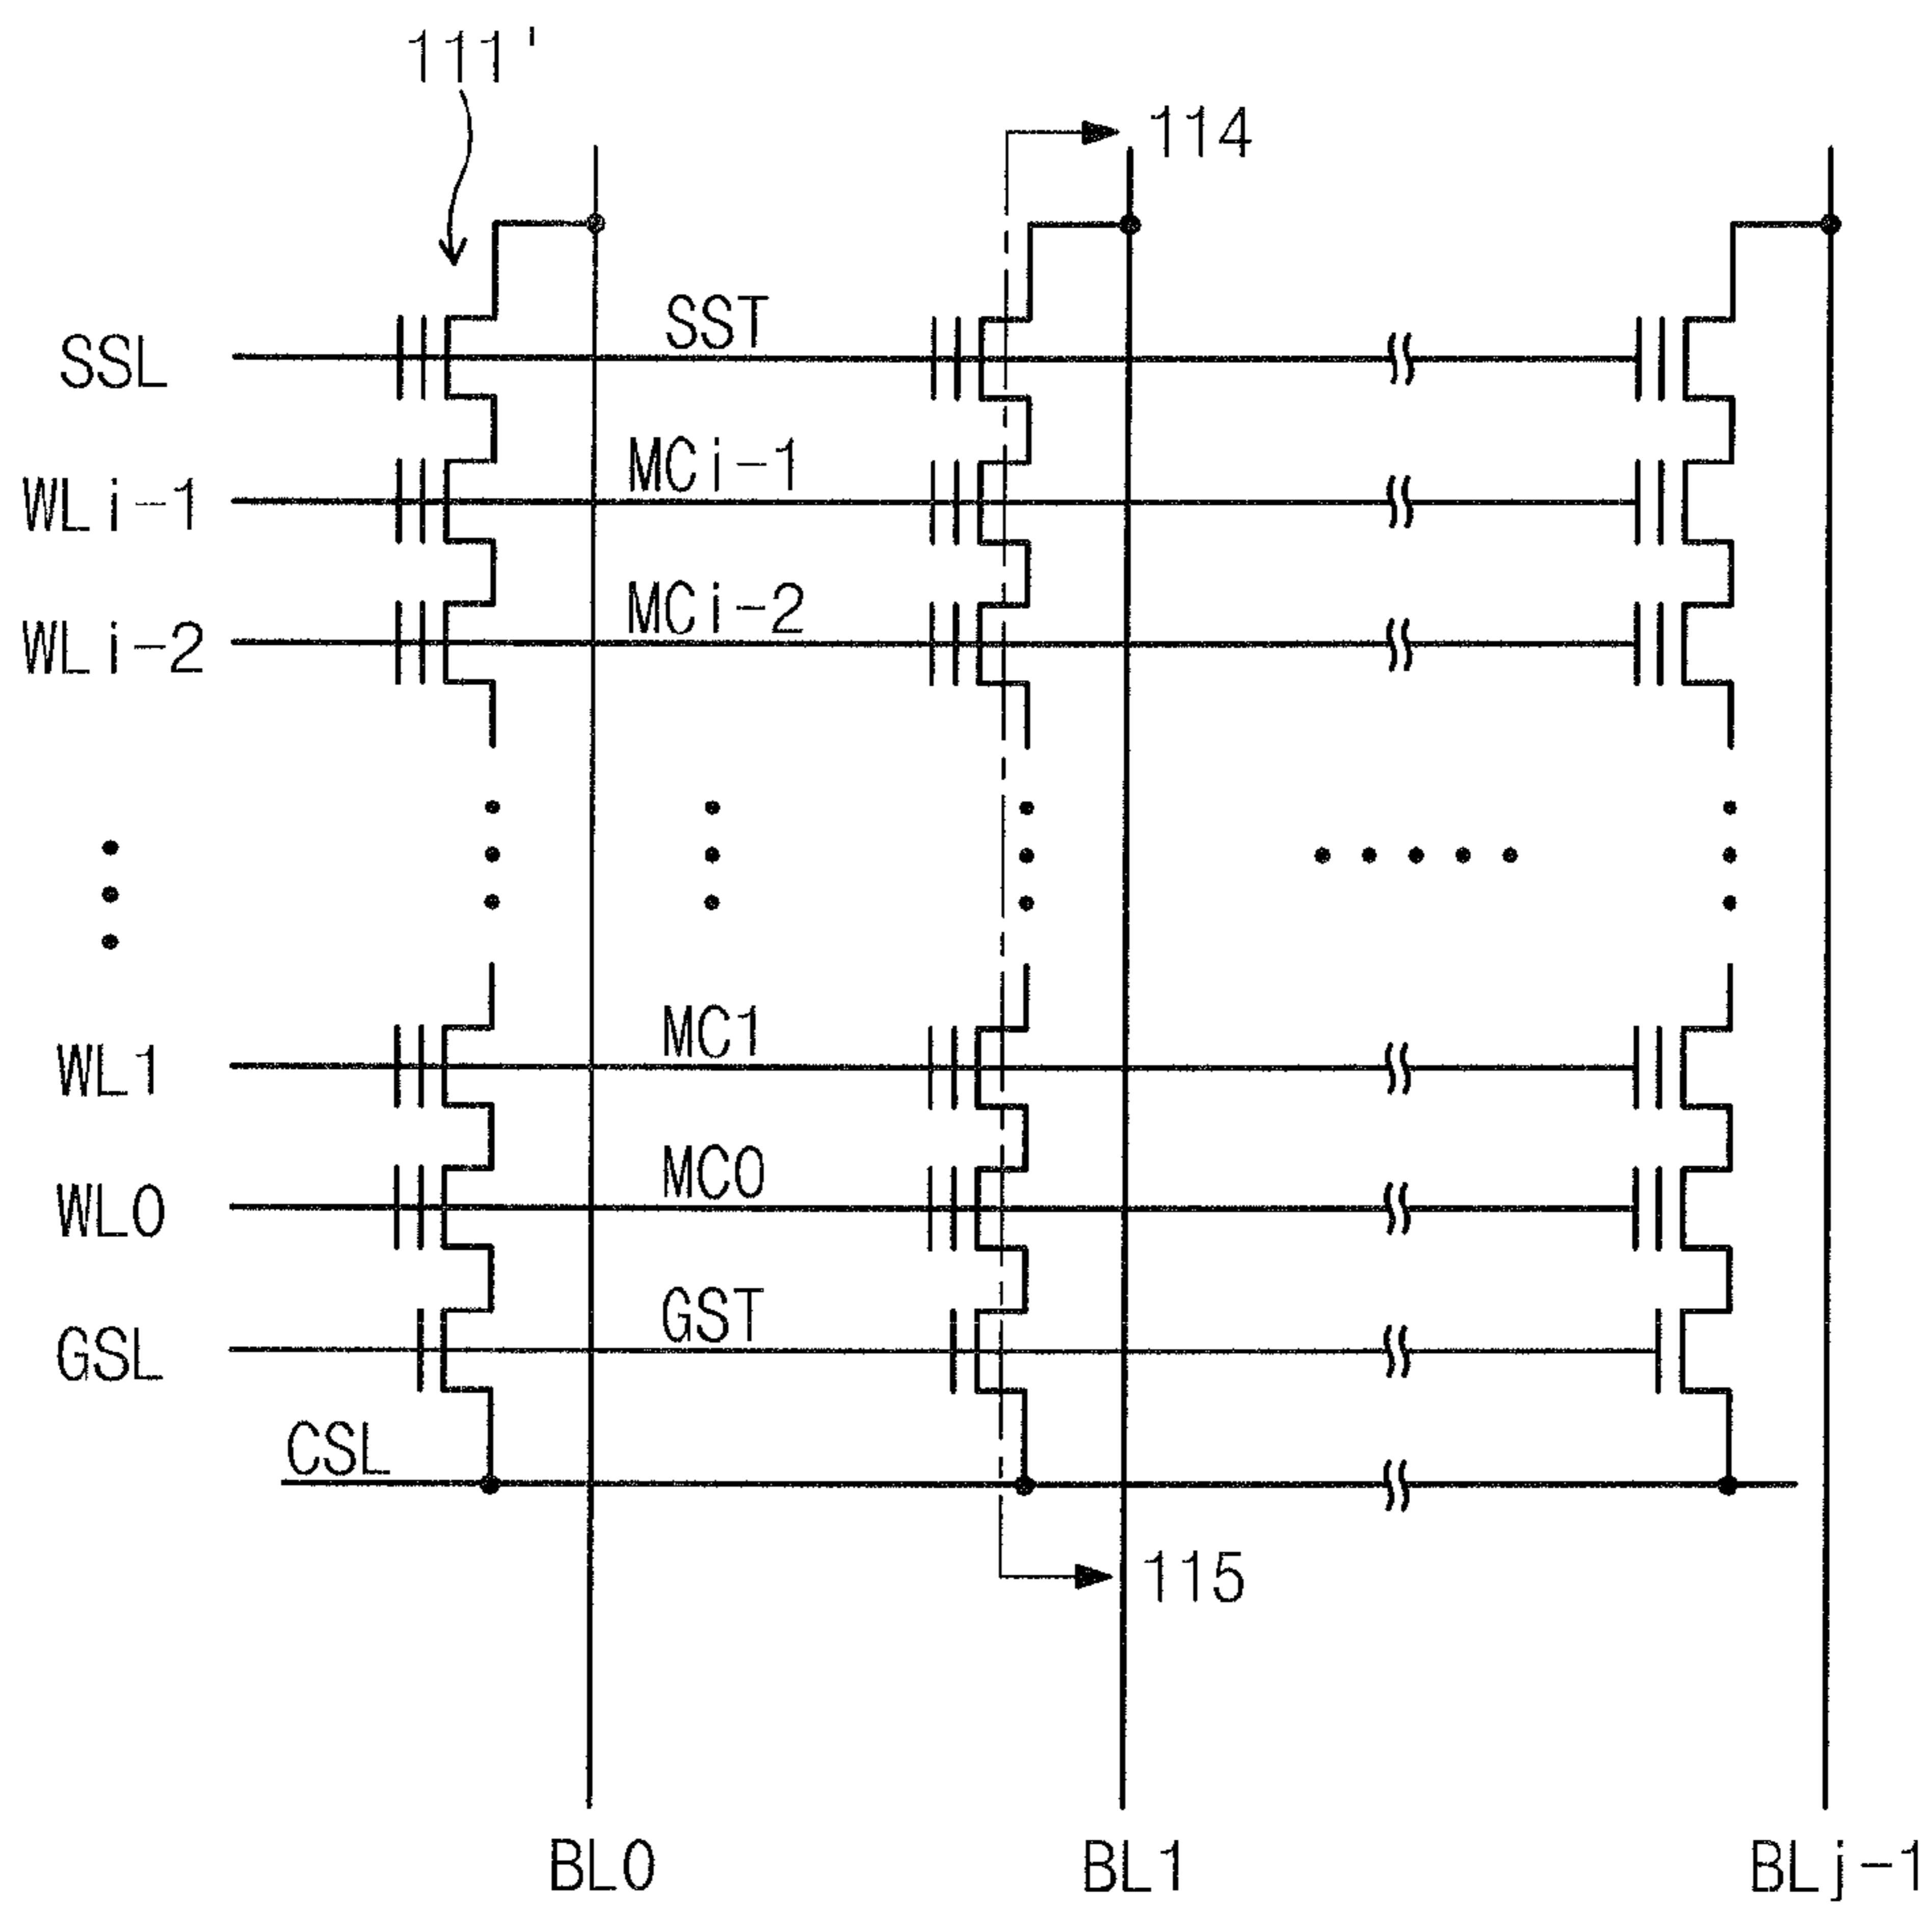 111'
114
SST
SSL
MCi-1
WLi-1
MCi-2
WLi-2
MC1
WL1
MC0
WL0
GST
GSL
CSL
115
BL0
BL1
BLj-1